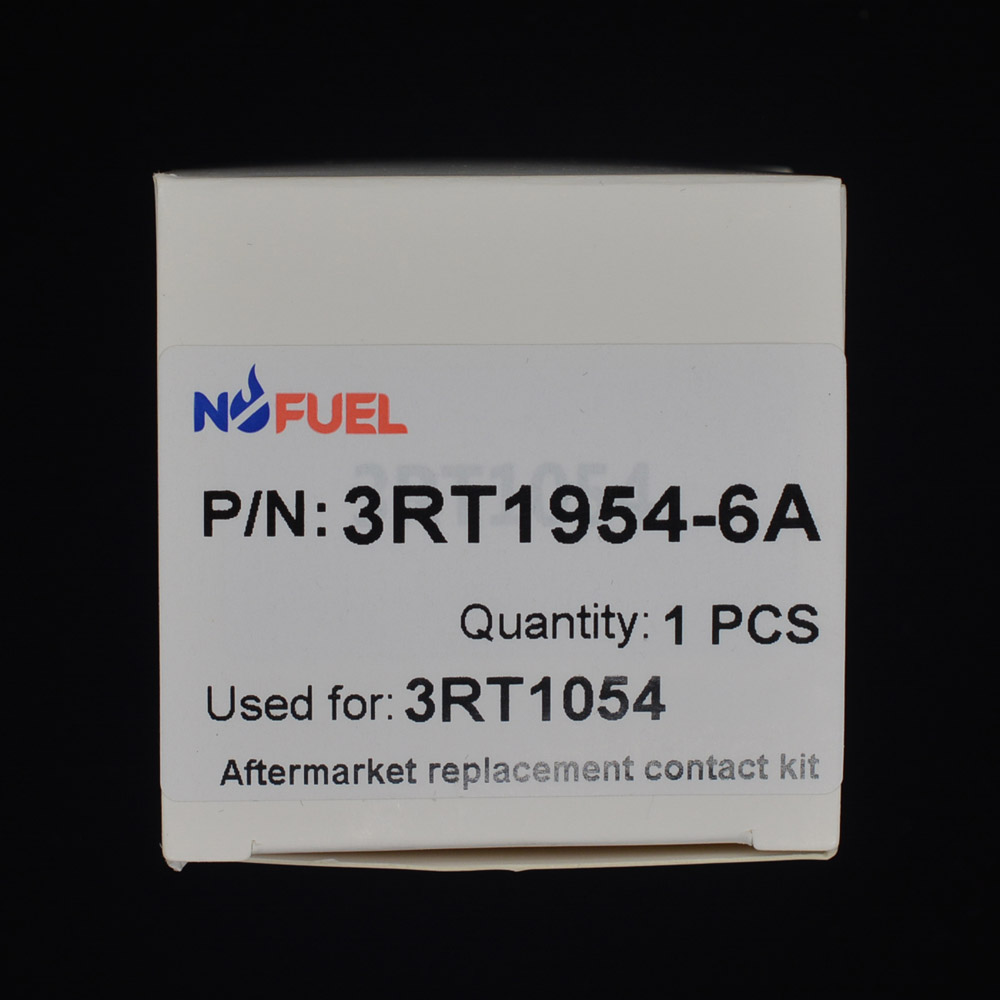 NOFUEL
P/N: 3RT1954-6A
Quantity: 1 PCS
Used for: 3RT1054
Aftermarket replacement contact kit